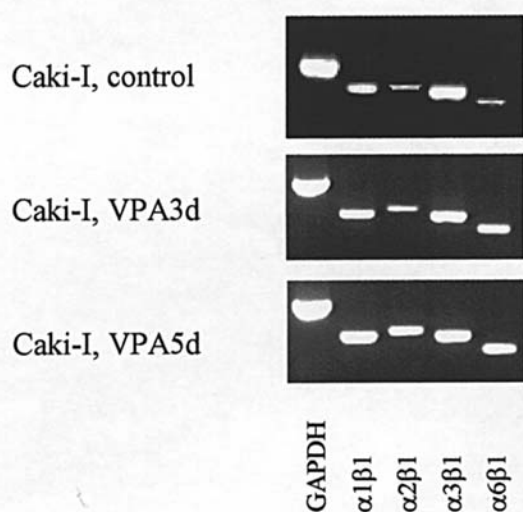 Caki-I, control
Caki-I, VPA3d
Caki-I, VPA5d
GAPDH
α1β1
α2β1
α3β1
α6β1